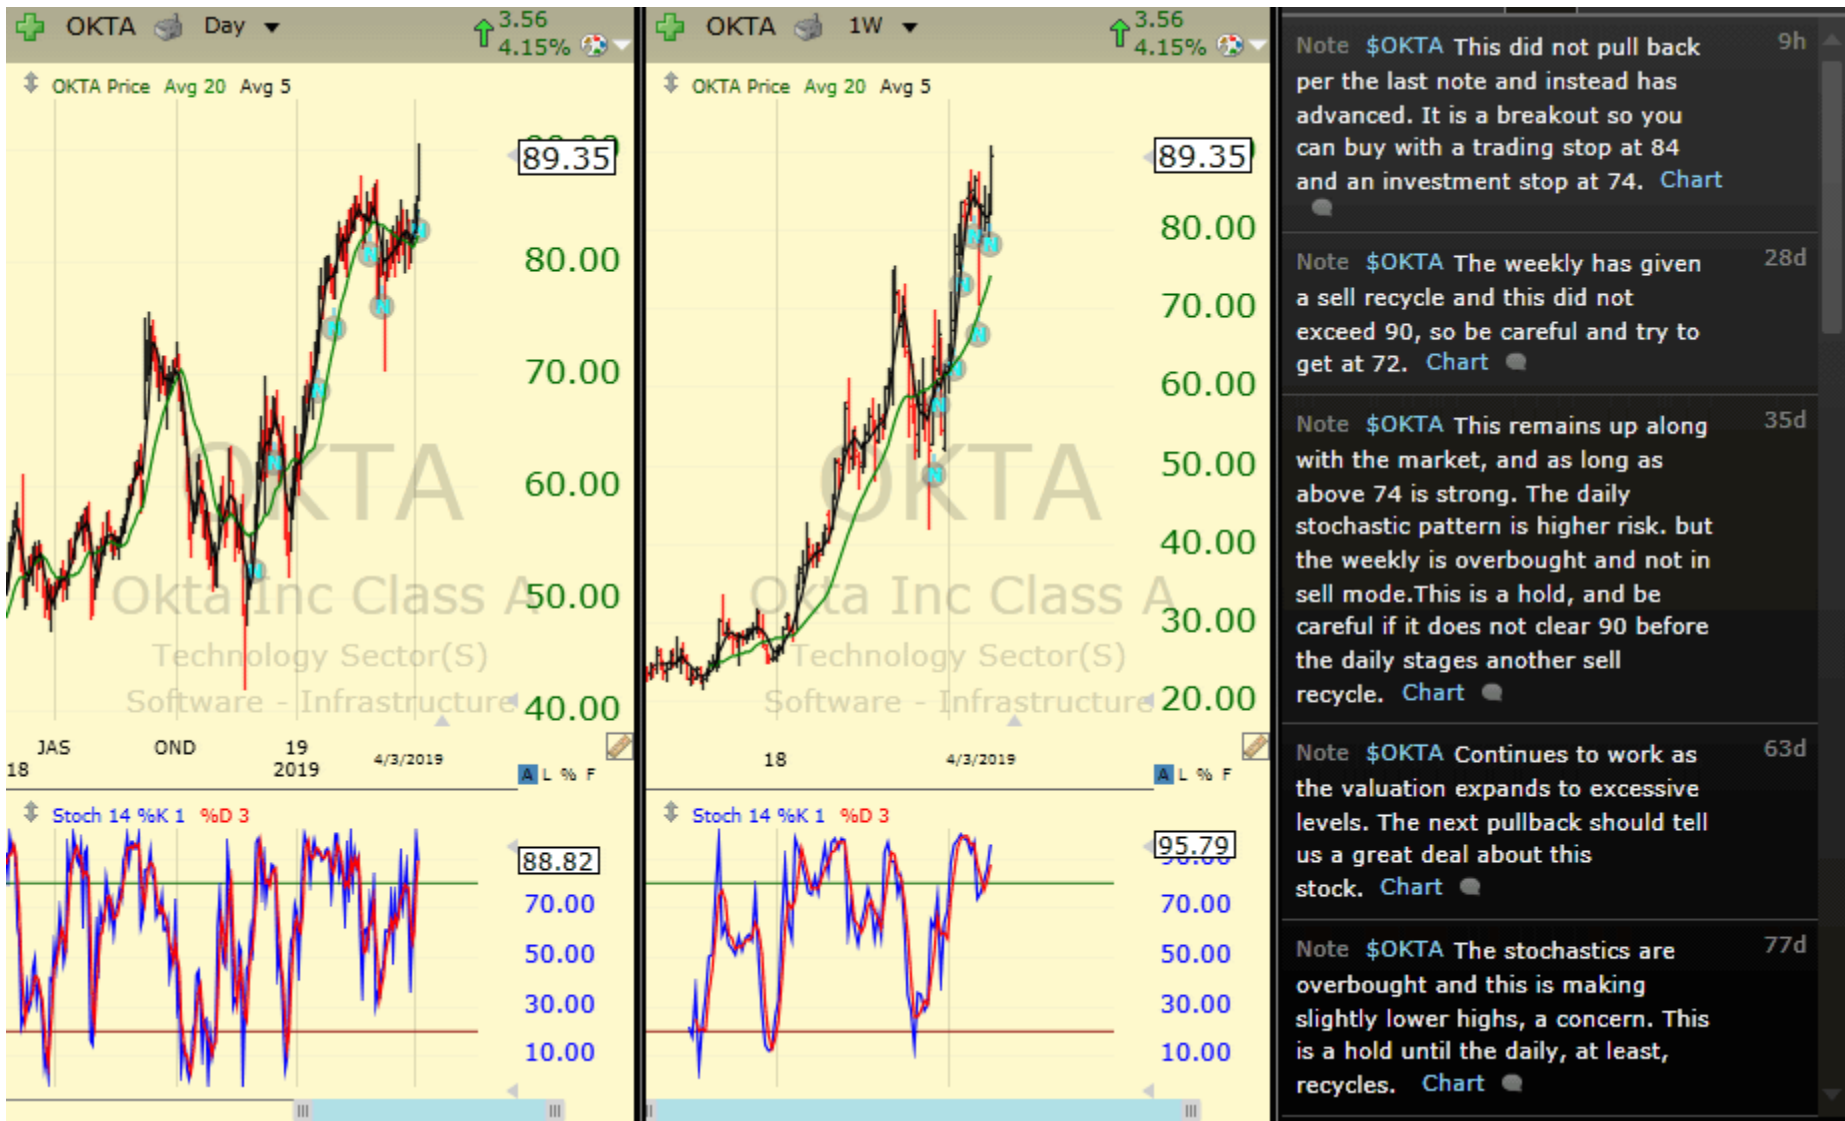 OKTA Day 3.56
4.15%
OKTA Price Avg 20 Avg 5
89.35
80.00
70.00
60.00
50.00
40.00
OKTA
Okta Inc Class A
Technology Sector(S)
Software - Infrastructure
JAS OND 19 4/3/2019
18 2019
A L % F
Stoch 14 %K 1 %D 3
88.82
70.00
50.00
30.00
10.00
OKTA 1W 3.56
4.15%
OKTA Price Avg 20 Avg 5
89.35
80.00
70.00
60.00
50.00
40.00
30.00
20.00
OKTA
Okta Inc Class A
Technology Sector(S)
Software - Infrastructure
18 4/3/2019
A L % F
Stoch 14 %K 1 %D 3
95.79
90.00
70.00
50.00
30.00
10.00
Note $OKTA This did not pull back 9h
per the last note and instead has
advanced. It is a breakout so you
can buy with a trading stop at 84
and an investment stop at 74. Chart
Note $OKTA The weekly has given 28d
a sell recycle and this did not
exceed 90, so be careful and try to
get at 72. Chart
Note $OKTA This remains up along 35d
with the market, and as long as
above 74 is strong. The daily
stochastic pattern is higher risk. but
the weekly is overbought and not in
sell mode.This is a hold, and be
careful if it does not clear 90 before
the daily stages another sell
recycle. Chart
Note $OKTA Continues to work as 63d
the valuation expands to excessive
levels. The next pullback should tell
us a great deal about this
stock. Chart
Note $OKTA The stochastics are 77d
overbought and this is making
slightly lower highs, a concern. This
is a hold until the daily, at least,
recycles. Chart